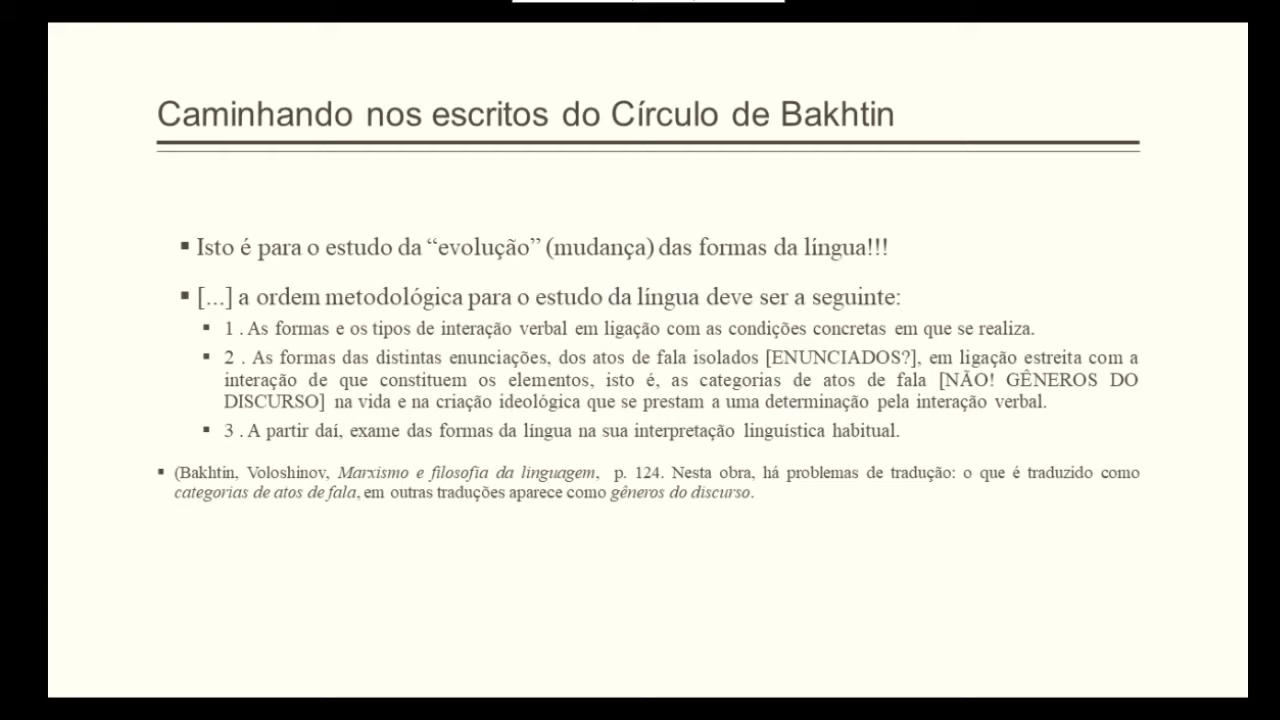 Caminhando nos escritos do Círculo de Bakhtin
▪ Isto é para o estudo da “evolução” (mudança) das formas da língua!!!
▪ [...] a ordem metodológica para o estudo da língua deve ser a seguinte:
▪ 1 . As formas e os tipos de interação verbal em ligação com as condições concretas em que se realiza.
▪ 2 . As formas das distintas enunciações, dos atos de fala isolados [ENUNCIADOS?], em ligação estreita com a
interação de que constituem os elementos, isto é, as categorias de atos de fala [NÃO! GÊNEROS DO
DISCURSO] na vida e na criação ideológica que se prestam a uma determinação pela interação verbal.
▪ 3 . A partir daí, exame das formas da língua na sua interpretação linguística habitual.
▪ (Bakhtin, Voloshinov, Marxismo e filosofia da linguagem, p. 124. Nesta obra, há problemas de tradução: o que é traduzido como
categorias de atos de fala, em outras traduções aparece como gêneros do discurso.